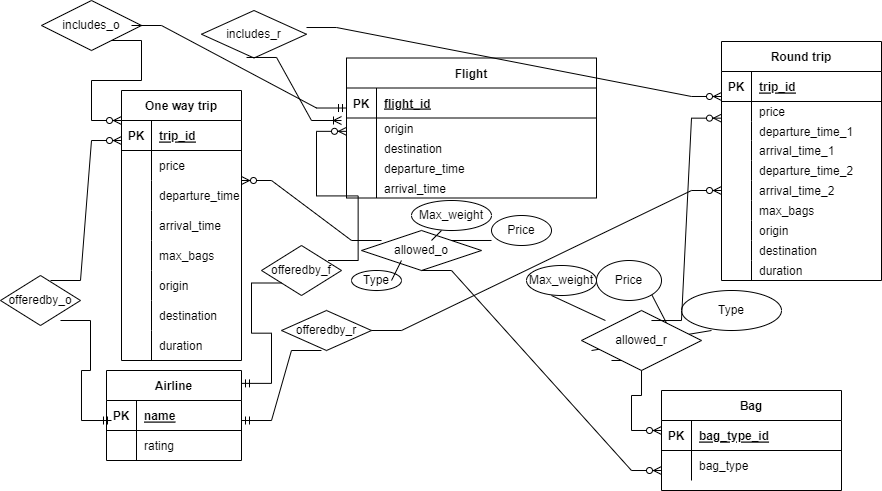 includes_o
includes_r
Flight
PK flight_id
origin
destination
departure_time
arrival_time
Round trip
PK trip_id
price
departure_time_1
arrival_time_1
departure_time_2
arrival_time_2
max_bags
origin
destination
duration
One way trip
PK trip_id
price
departure_time
arrival_time
max_bags
origin
destination
duration
Max_weight
Price
allowed_o
Type
offeredby_f
offeredby_o
offeredby_r
Max_weight
Price
Type
allowed_r
Airline
PK name
rating
Bag
PK bag_type_id
bag_type